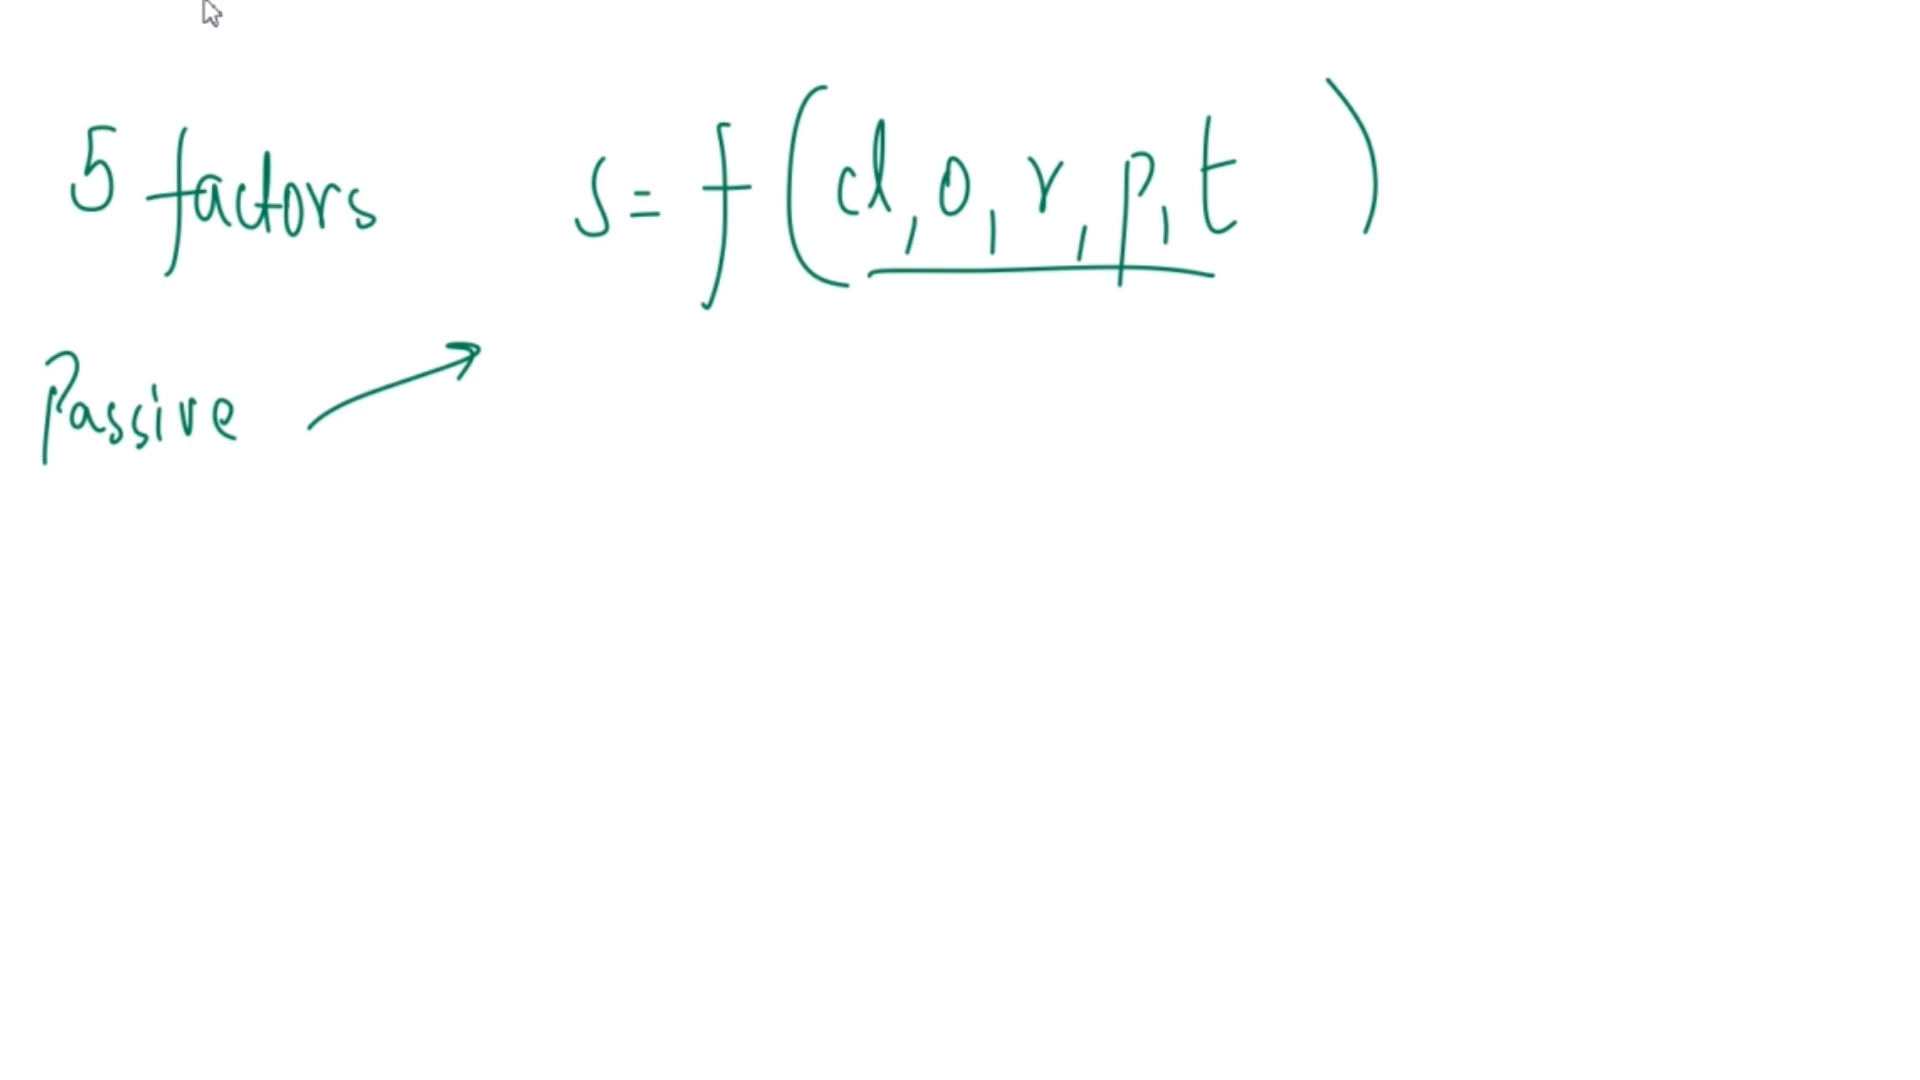 5 factors s = f (cl, o, r, p, t )
Passive